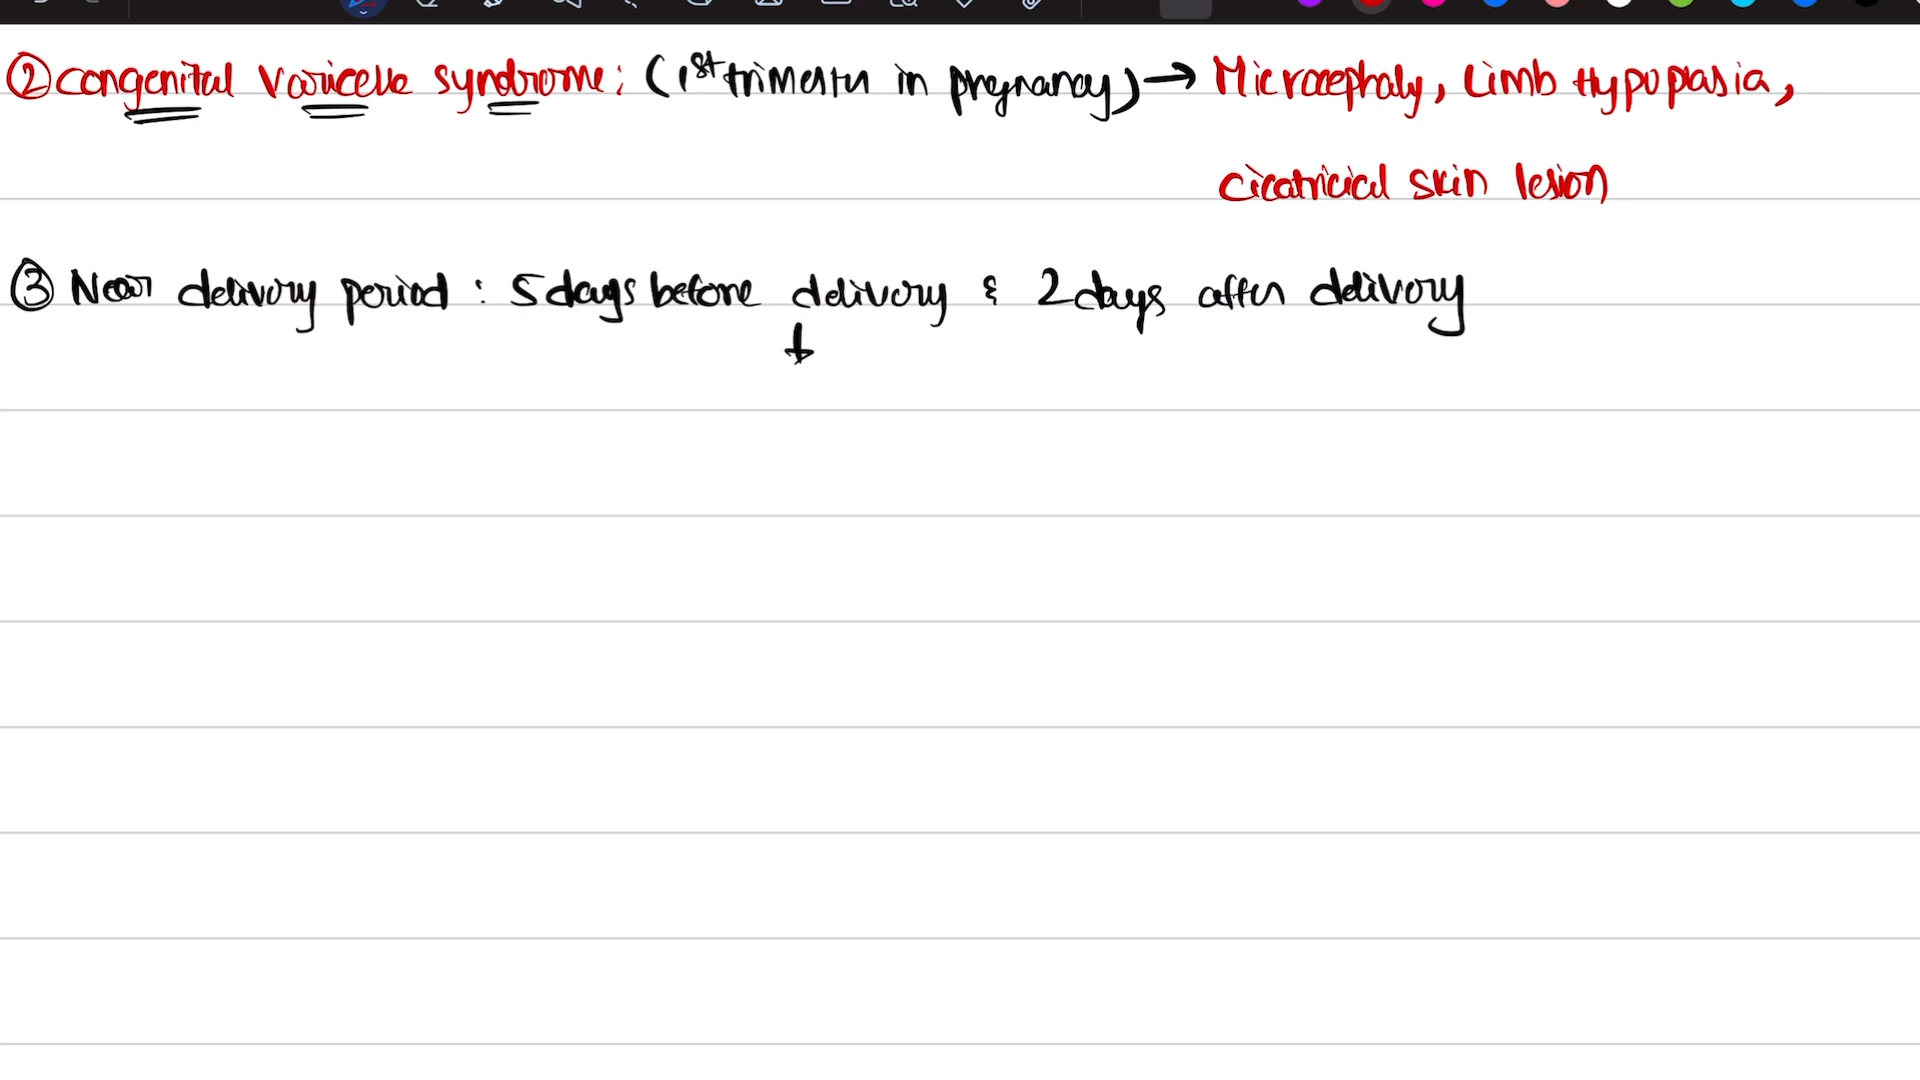 ② Congenital Varicella syndrome: (1st trimester in pregnancy) → Microcephaly, Limb Hypoplasia,
cicatricial skin lesion
③ Near delivery period : 5 days before delivery & 2 days after delivery